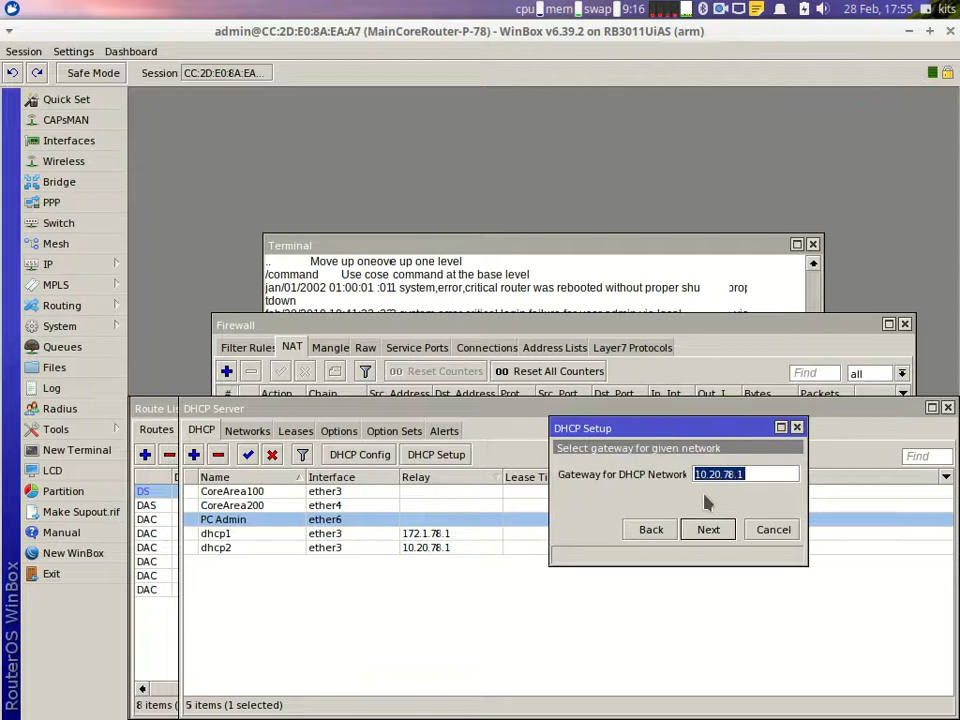 cpu mem swap 9:16 28 Feb, 17:55 kits
admin@CC:2D:E0:8A:EA:A7 (MainCoreRouter-P-78) - WinBox v6.39.2 on RB3011UiAS (arm)
Session Settings Dashboard
Safe Mode Session CC:2D:E0:8A:EA...
Quick Set
CAPsMAN
Interfaces
Wireless
Bridge
PPP
Switch
Mesh
IP
MPLS
Routing
System
Queues
Files
Log
Radius
Tools
New Terminal
LCD
Partition
Make Supout.rif
Manual
New WinBox
Exit
RouterOS WinBox
Terminal
.. Move up oneove up one level
/command Use cose command at the base level
jan/01/2002 01:00:01 system,error,critical router was rebooted without proper shu prop
tdown
Firewall
Filter Rules NAT Mangle Raw Service Ports Connections Address Lists Layer7 Protocols
00 Reset Counters 00 Reset All Counters Find all
# Action Chain Src. Address Dst. Address Proto... Src. Port Dst. Port In. I... Out. I... Bytes Packets
Route Lis
Routes
D
DS
DAS
DAC
DAC
DAC
DAC
DAC
DAC
8 items (
DHCP Server
DHCP Networks Leases Options Option Sets Alerts
DHCP Config DHCP Setup Find
Name Interface Relay Lease Ti
CoreArea100 ether3
CoreArea200 ether4
PC Admin ether6
dhcp1 ether3 172.1.78.1
dhcp2 ether3 10.20.78.1
5 items (1 selected)
DHCP Setup
Select gateway for given network
Gateway for DHCP Network 10.20.78.1
Back Next Cancel